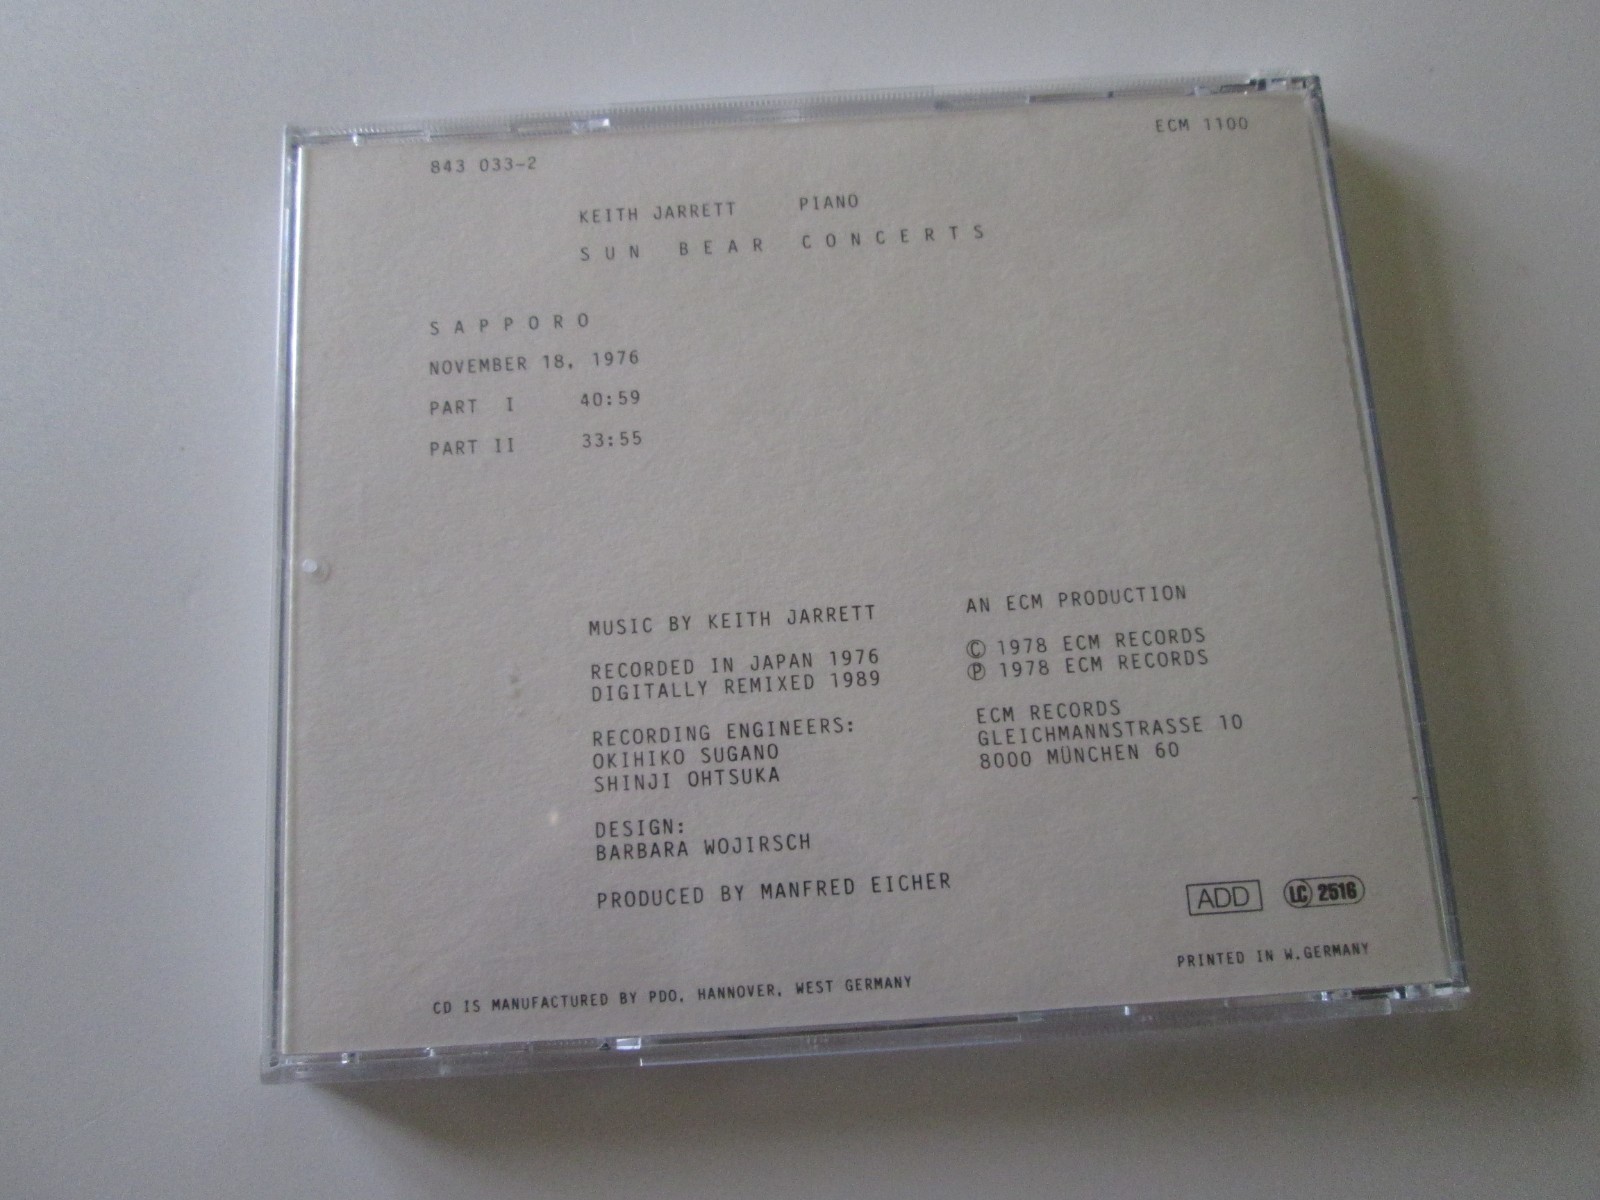 843 033-2
ECM 1100
KEITH JARRETT PIANO
SUN BEAR CONCERTS
SAPPORO
NOVEMBER 18, 1976
PART I 40:59
PART II 33:55
MUSIC BY KEITH JARRETT
RECORDED IN JAPAN 1976
DIGITALLY REMIXED 1989
RECORDING ENGINEERS:
OKIHIKO SUGANO
SHINJI OHTSUKA
DESIGN:
BARBARA WOJIRSCH
PRODUCED BY MANFRED EICHER
AN ECM PRODUCTION
© 1978 ECM RECORDS
℗ 1978 ECM RECORDS
ECM RECORDS
GLEICHMANNSTRASSE 10
8000 MÜNCHEN 60
ADD
LC 2516
CD IS MANUFACTURED BY PDO, HANNOVER, WEST GERMANY
PRINTED IN W. GERMANY